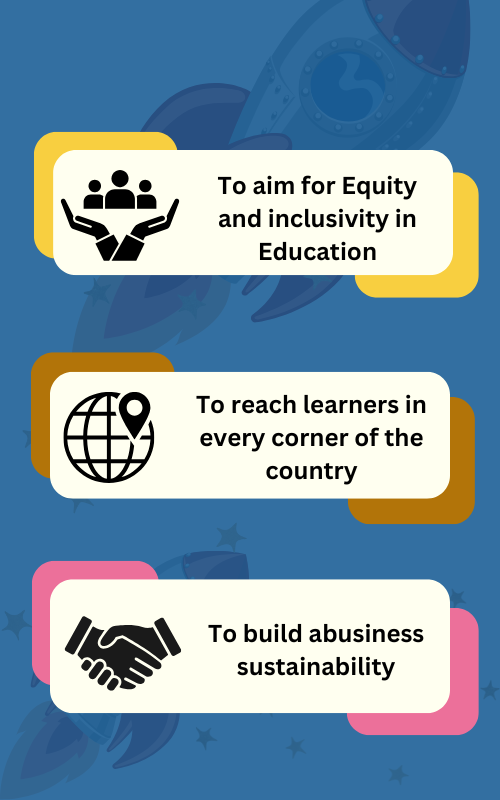 To aim for Equity
and inclusivity in
Education
To reach learners in
every corner of the
country
To build abusiness
sustainability